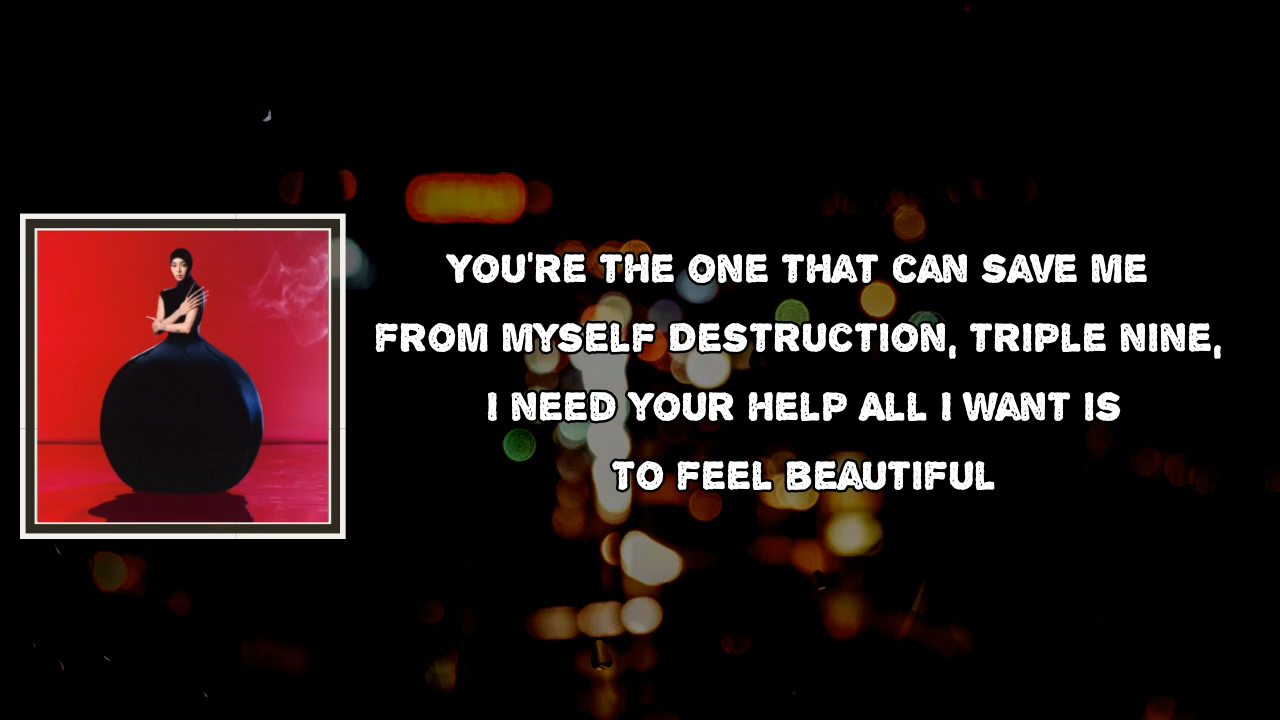 YOU'RE THE ONE THAT CAN SAVE ME
FROM MYSELF DESTRUCTION, TRIPLE NINE,
I NEED YOUR HELP ALL I WANT IS
TO FEEL BEAUTIFUL